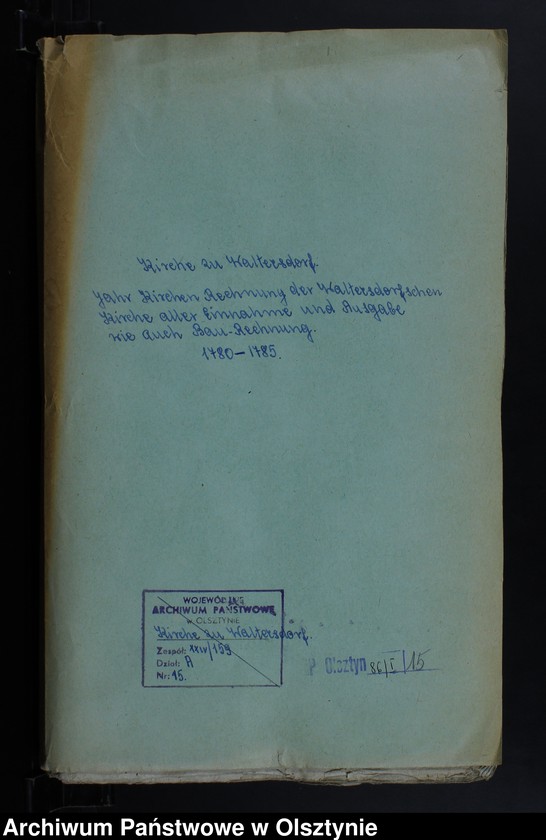 Kirche zu Waltersdorf.
Jahr Kirchen Rechnung der Waltersdorfschen
Kirche aller Einnahme und Ausgabe
wie auch Bau-Rechnung.
1780-1785.
WOJEWÓDZKIE
ARCHIWUM PAŃSTWOWE
w OLSZTYNIE
Kirche zu Waltersdorf.
Zespół: XXIV/159
Dział: A
Nr: 15.
Olsztyn 86/I/15
Archiwum Państwowe w Olsztynie